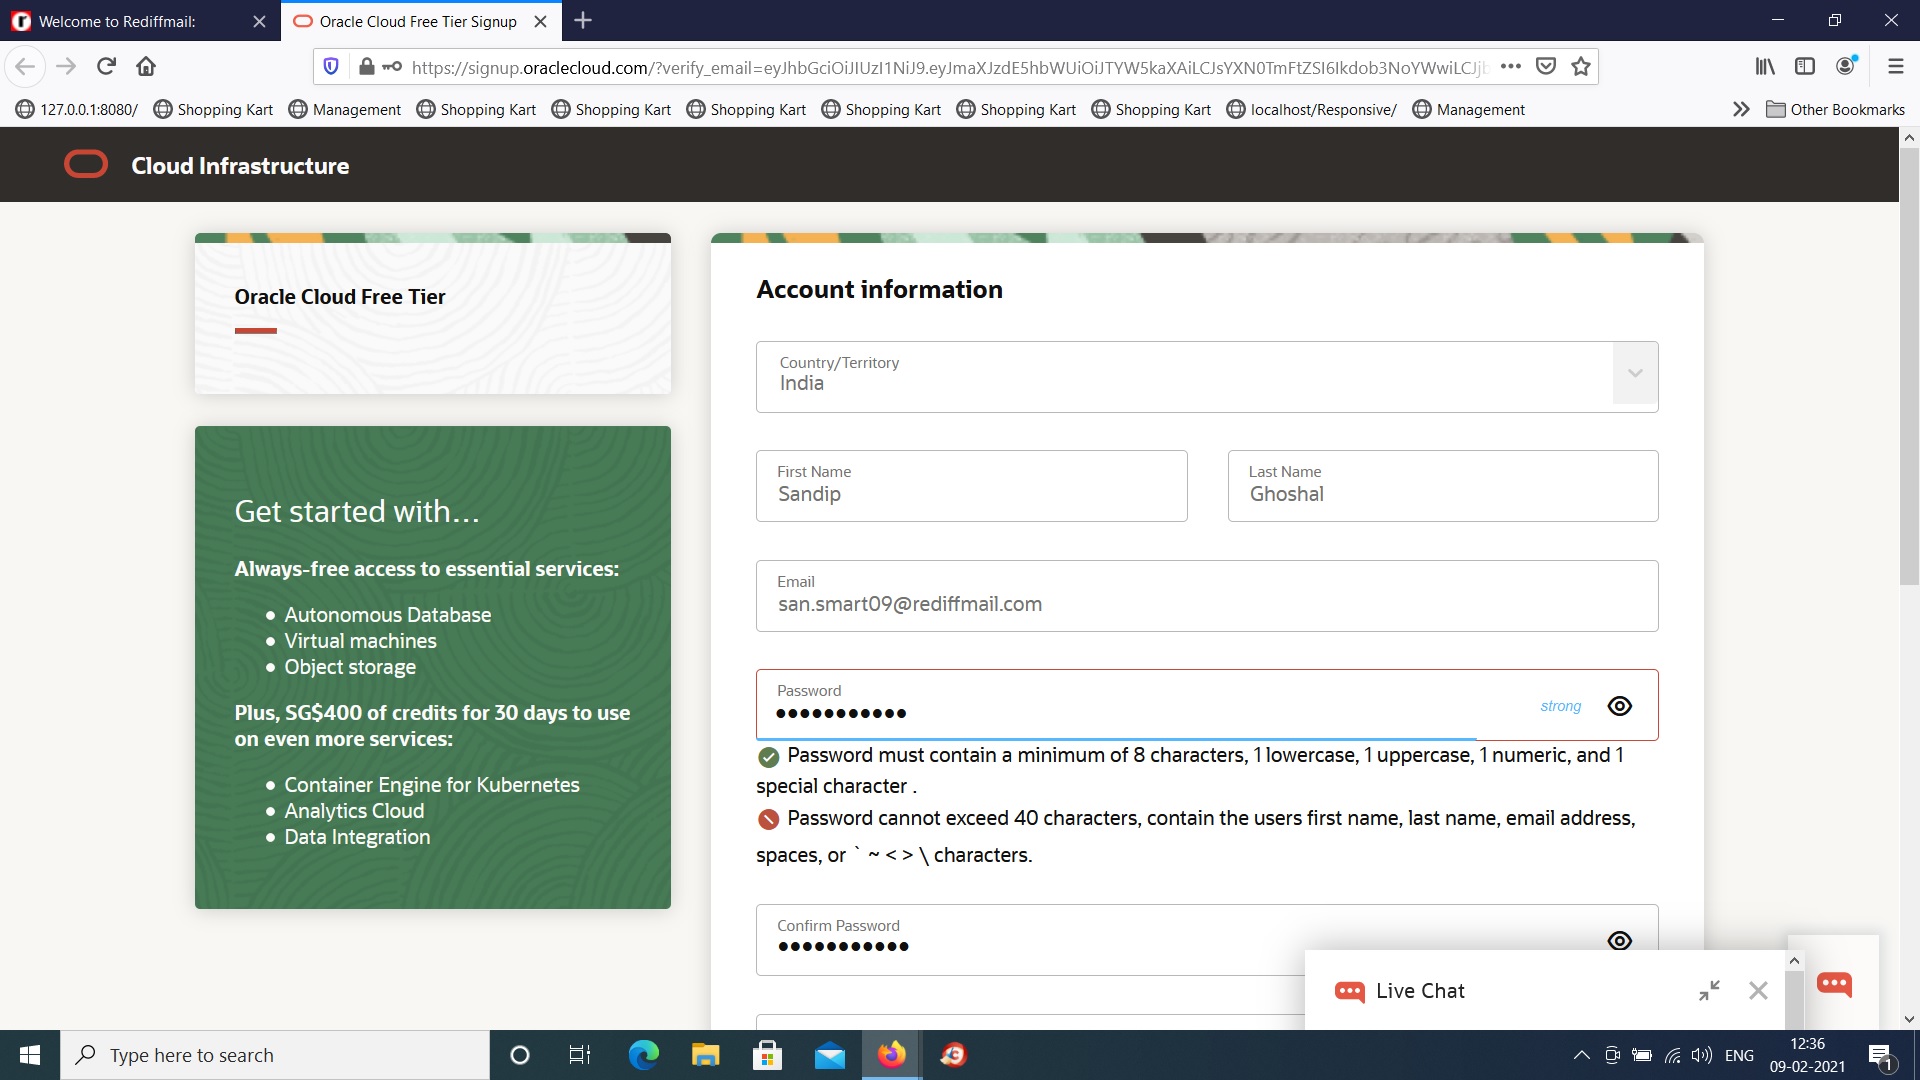 Welcome to Rediffmail:
Oracle Cloud Free Tier Signup
https://signup.oraclecloud.com/?verify_email=eyJhbGciOiJIUzI1NiJ9.eyJmaXJzdE5hbWUiOiJTYW5kaXAiLCJsYXN0TmFtZSI6Ikdob3NoYWwiLCJjb
127.0.0.1:8080/ Shopping Kart Management Shopping Kart Shopping Kart Shopping Kart Shopping Kart Shopping Kart Shopping Kart localhost/Responsive/ Management Other Bookmarks
Cloud Infrastructure
Oracle Cloud Free Tier
Get started with...
Always-free access to essential services:
Autonomous Database
Virtual machines
Object storage
Plus, SG$400 of credits for 30 days to use
on even more services:
Container Engine for Kubernetes
Analytics Cloud
Data Integration
Account information
Country/Territory
India
First Name
Sandip
Last Name
Ghoshal
Email
san.smart09@rediffmail.com
Password
●●●●●●●●●●●
strong
Password must contain a minimum of 8 characters, 1 lowercase, 1 uppercase, 1 numeric, and 1
special character .
Password cannot exceed 40 characters, contain the users first name, last name, email address,
spaces, or ` ~ < > \ characters.
Confirm Password
●●●●●●●●●●●
Live Chat
Type here to search
ENG
12:36
09-02-2021
1